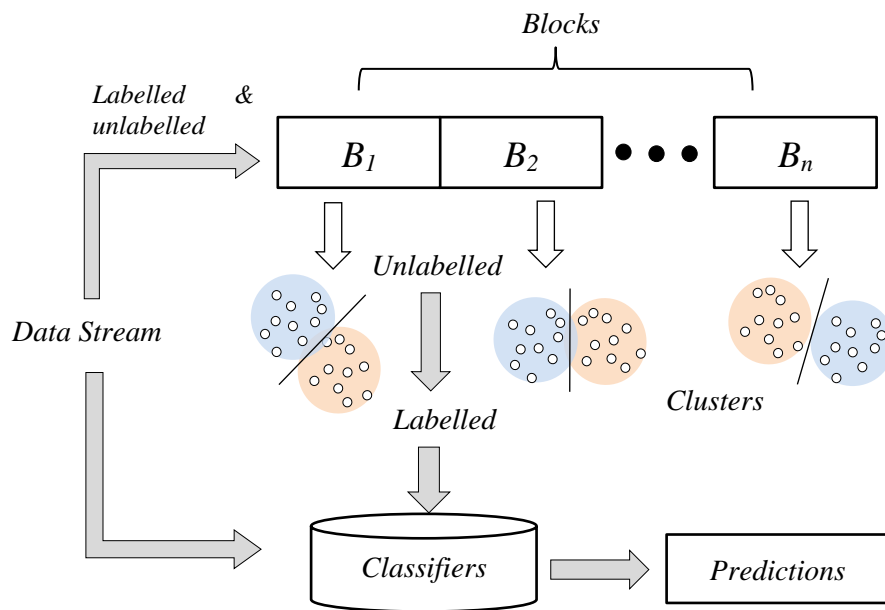 Blocks
Labelled &
unlabelled
B1
B2
Bn
Unlabelled
Data Stream
Clusters
Labelled
Classifiers
Predictions